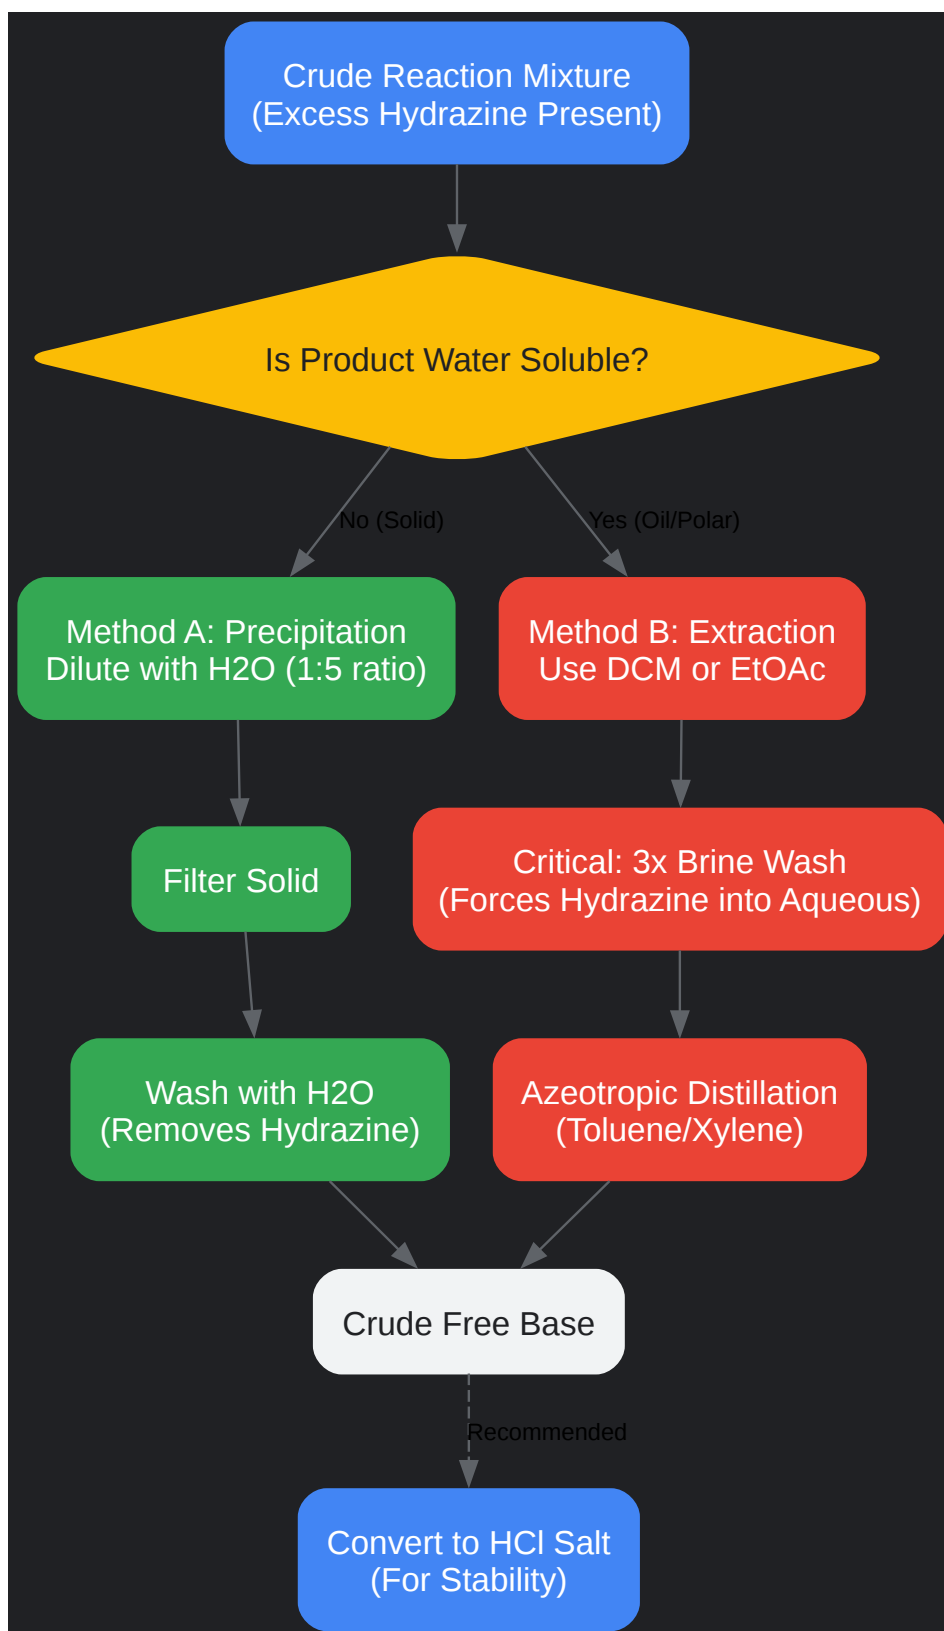 Crude Reaction Mixture
(Excess Hydrazine Present)
Is Product Water Soluble?
No (Solid)
Yes (Oil/Polar)
Method A: Precipitation
Dilute with H2O (1:5 ratio)
Method B: Extraction
Use DCM or EtOAc
Filter Solid
Critical: 3x Brine Wash
(Forces Hydrazine into Aqueous)
Wash with H2O
(Removes Hydrazine)
Azeotropic Distillation
(Toluene/Xylene)
Crude Free Base
Recommended
Convert to HCl Salt
(For Stability)